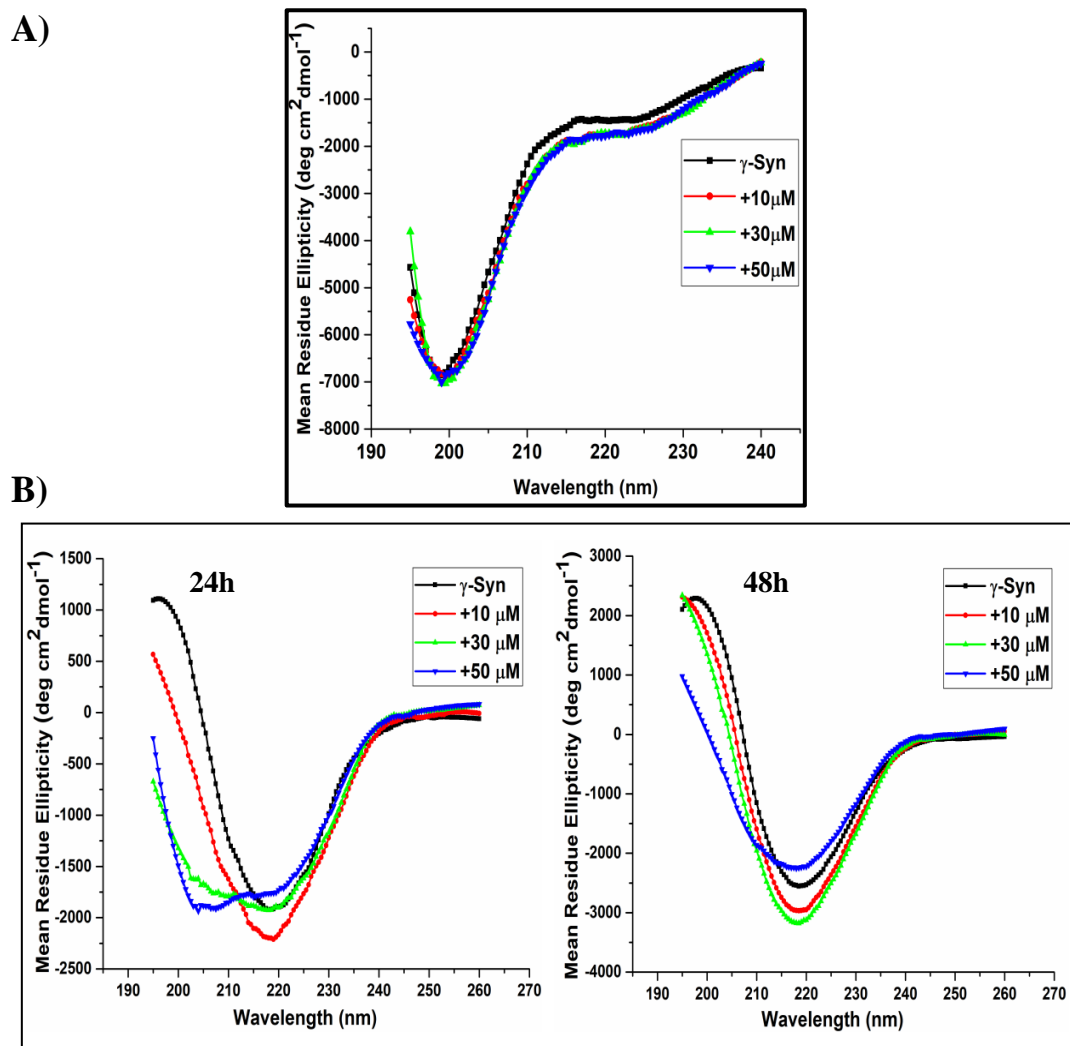 A)
0
-1000
-2000
-3000
-4000
-5000
-6000
-7000
-8000
190 200 210 220 230 240
Mean Residue Ellipticity (deg cm²dmol⁻¹)
Wavelength (nm)
γ-Syn
+10μM
+30μM
+50μM
B)
24h
1500
1000
500
0
-500
-1000
-1500
-2000
-2500
190 200 210 220 230 240 250 260 270
Mean Residue Ellipticity (deg cm²dmol⁻¹)
Wavelength (nm)
γ-Syn
+10 μM
+30 μM
+50 μM
48h
3000
2000
1000
0
-1000
-2000
-3000
-4000
190 200 210 220 230 240 250 260 270
Mean Residue Ellipticity (deg cm²dmol⁻¹)
Wavelength (nm)
γ-Syn
+10 μM
+30 μM
+50 μM